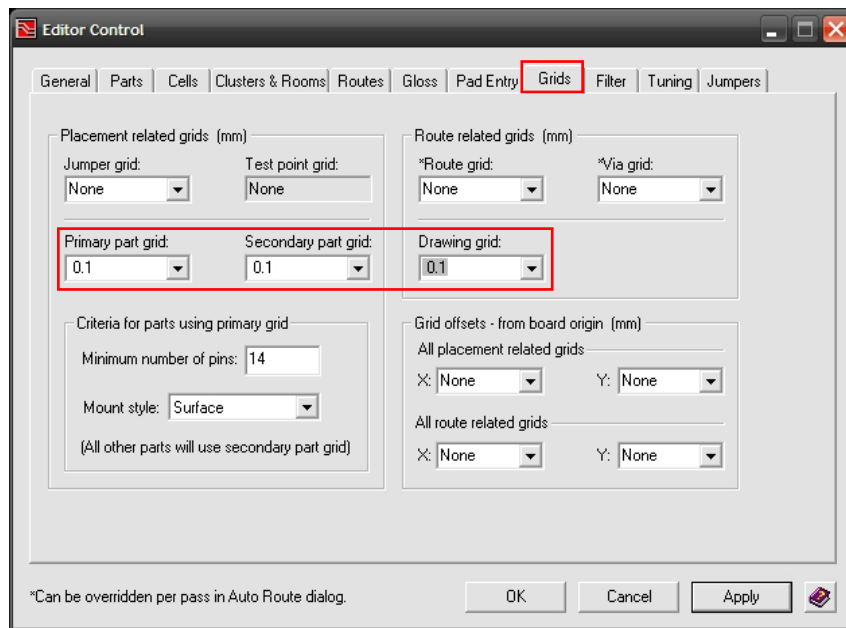 Editor Control
General Parts Cells Clusters & Rooms Routes Gloss Pad Entry Grids Filter Tuning Jumpers
Placement related grids (mm)
Jumper grid: Test point grid:
None None
Primary part grid: Secondary part grid:
0.1 0.1
Criteria for parts using primary grid
Minimum number of pins: 14
Mount style: Surface
(All other parts will use secondary part grid)
Route related grids (mm)
*Route grid: *Via grid:
None None
Drawing grid:
0.1
Grid offsets - from board origin (mm)
All placement related grids
X: None Y: None
All route related grids
X: None Y: None
*Can be overridden per pass in Auto Route dialog.
OK Cancel Apply